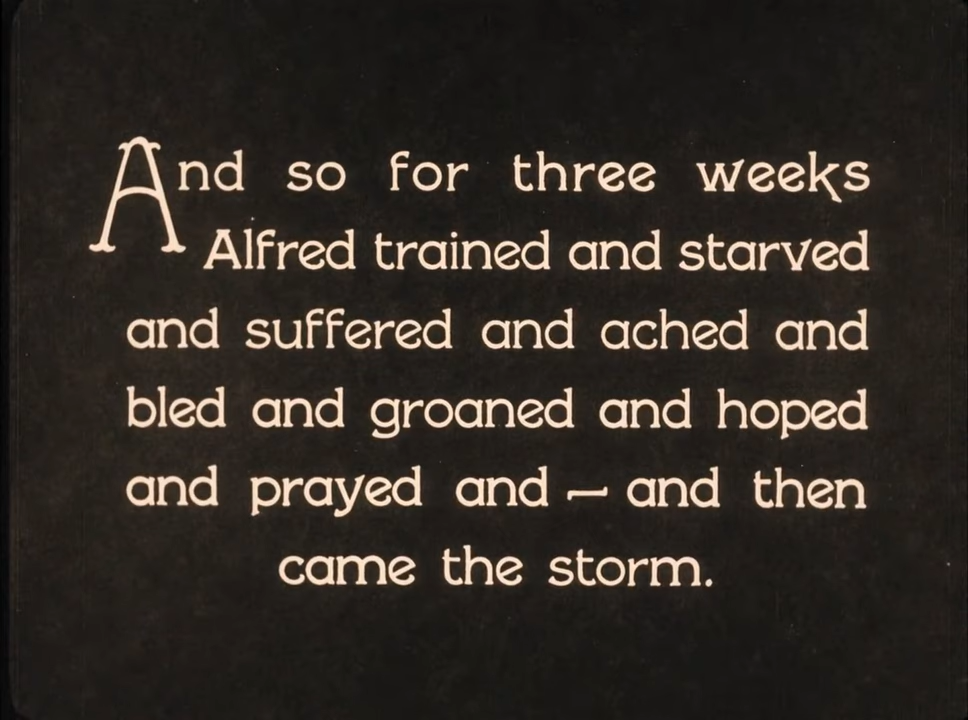 And so for three weeks
Alfred trained and starved
and suffered and ached and
bled and groaned and hoped
and prayed and — and then
came the storm.